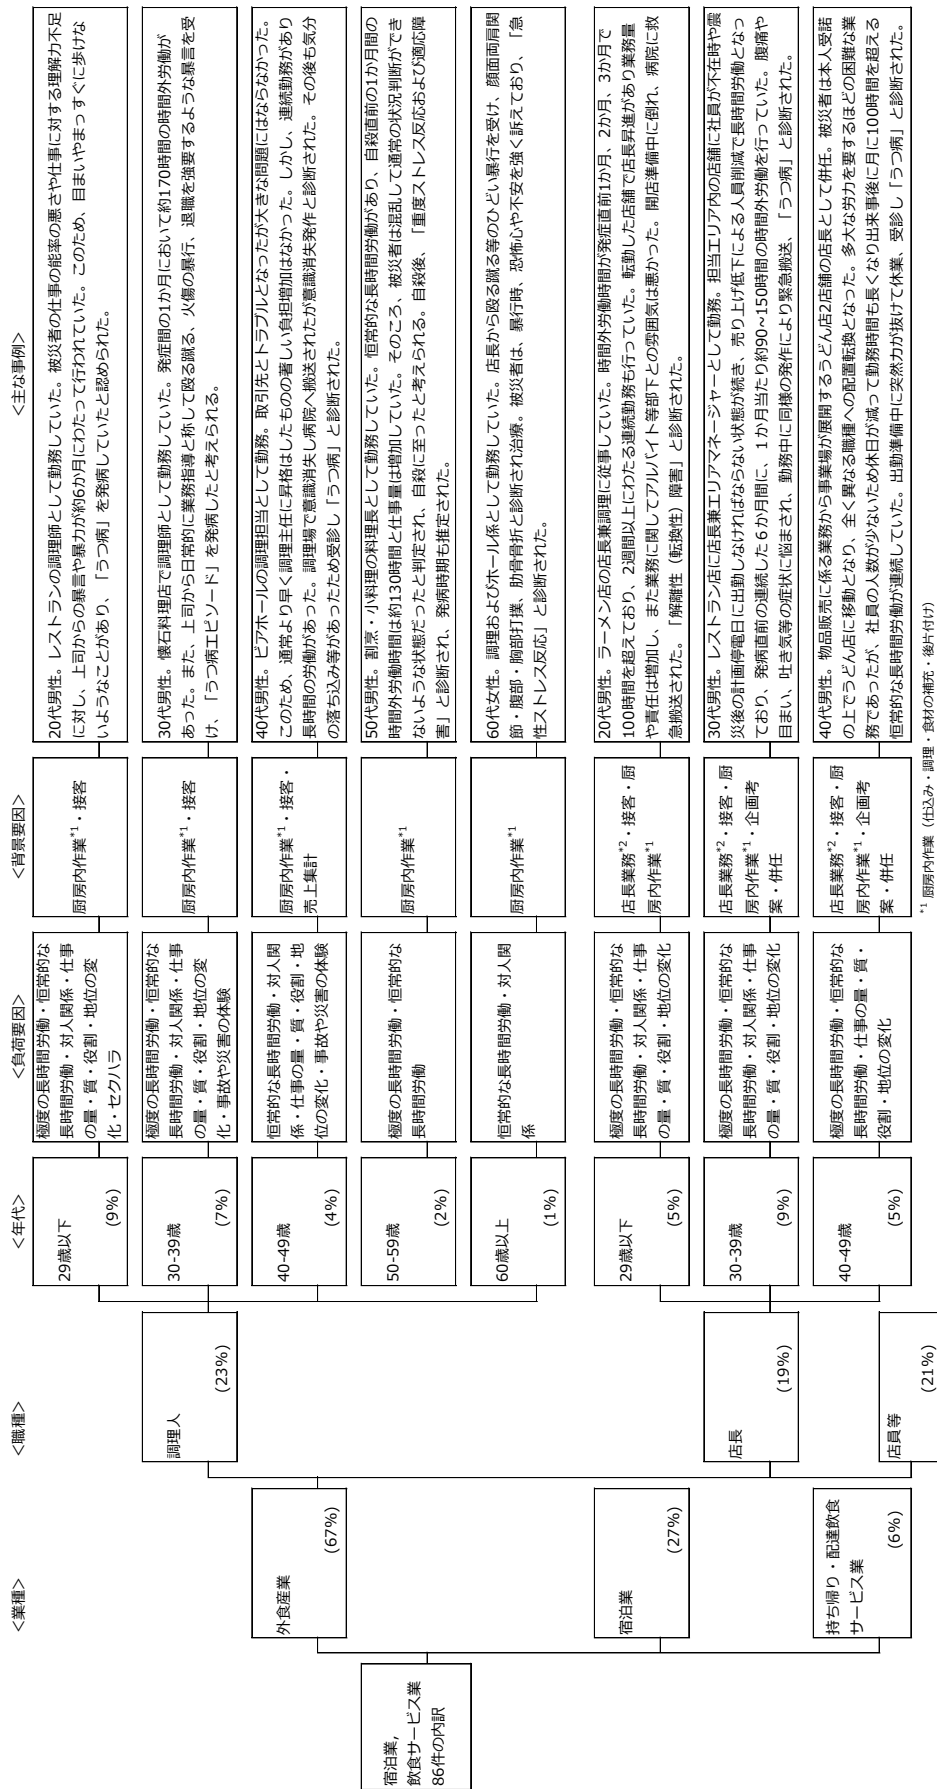 <業種>
<職種>
<年代>
<負荷要因>
<背景要因>
<主な事例>
宿泊業,
飲食サービス業
86件の内訳
外食産業
(67%)
宿泊業
(27%)
持ち帰り・配達飲食
サービス業
(6%)
調理人
(23%)
店長
(19%)
店員等
(21%)
29歳以下
(9%)
極度の長時間労働・恒常的な
長時間労働・対人関係・仕事
の量・質・役割・地位の変
化・セクハラ
厨房内作業*1・接客
20代男性。レストランの調理師として勤務していた。被災者の仕事の能率の悪さや仕事に対する理解力不足
に対し、上司からの暴言や暴力が約6か月にわたって行われていた。このため、目まいやまっすぐに歩けな
いようなことがあり、「うつ病」を発病していたと認められた。
30-39歳
(7%)
極度の長時間労働・恒常的な
長時間労働・対人関係・仕事
の量・質・役割・地位の変
化・事故や災害の体験
厨房内作業*1・接客
30代男性。懐石料理店で調理師として勤務していた。発症間の1か月において約170時間の時間外労働が
あった。また、上司から日常的に業務指導と称して殴る蹴る、火傷の暴行、退職を強要するような暴言を受
け、「うつ病エピソード」を発病したと考えられる。
40-49歳
(4%)
恒常的な長時間労働・対人関
係・仕事の量・質・役割・地
位の変化・事故や災害の体験
厨房内作業*1・接客・
売上集計
40代男性。ビアホールの調理担当として勤務。取引先とトラブルとなったが大きな問題にはならなかった。
このため、通常より早く調理主任に昇格はしたものの著しい負担増加はなかった。しかし、連続勤務があり
長時間の労働があった。調理場で意識消失し病院へ搬送されたが意識消失発作と診断された。その後も気分
の落ち込み等があったため受診し「うつ病」と診断された。
50-59歳
(2%)
極度の長時間労働・恒常的な
長時間労働
厨房内作業*1
50代男性。割烹・小料理の料理長として勤務していた。恒常的な長時間労働があり、自殺直前の1か月間の
時間外労働時間は約130時間と仕事量は増加していた。そのころ、被災者は混乱して通常の状況判断ができ
ないような状態だったと判定され、自殺に至ったと考えられる。自殺後、「重度ストレス反応および適応障
害」と診断され、発病時期も推定された。
60歳以上
(1%)
恒常的な長時間労働・対人関
係
厨房内作業*1
60代女性。調理およびホール係として勤務していた。店長から殴る蹴る等のひどい暴行を受け、顔面両肩関
節・腹部・胸部打撲、肋骨骨折と診断され治療。被災者は、暴行時、恐怖心や不安を強く訴えており、「急
性ストレス反応」と診断された。
29歳以下
(5%)
極度の長時間労働・恒常的な
長時間労働・対人関係・仕事
の量・質・役割・地位の変化
店長業務*2・接客・厨
房内作業*1
20代男性。ラーメン店の店長兼調理に従事していた。時間外労働時間が発症直前1か月、2か月、3か月で
100時間を超えており、2週間以上にわたる連続勤務も行っていた。転勤した店舗で店長昇進があり業務量
や責任は増加し、また業務に関してアルバイト等部下との雰囲気は悪かった。開店準備中に倒れ、病院に救
急搬送された。「解離性（転換性）障害」と診断された。
30-39歳
(9%)
極度の長時間労働・恒常的な
長時間労働・対人関係・仕事
の量・質・役割・地位の変化
店長業務*2・接客・厨
房内作業*1・企画考
案・併任
30代男性。レストラン店に店長兼エリアマネージャーとして勤務。担当エリア内の店舗に社員が不在時や震
災後の計画停電日に出勤しなければならない状態が続き、売り上げ低下による人員削減で長時間労働となっ
ており、発病直前の連続した６か月間に、１か月当たり約90~150時間の時間外労働を行っていた。腹痛や
目まい、吐き気等の症状に悩まされ、勤務中に同様の発作により緊急搬送、「うつ病」と診断された。
40-49歳
(5%)
極度の長時間労働・恒常的な
長時間労働・仕事の量・質・
役割・地位の変化
店長業務*2・接客・厨
房内作業*1・企画考
案・併任
40代男性。物品販売に係る業務から事業場が展開するうどん店2店舗の店長として併任。被災者は本人受諾
の上でうどん店に移動となり、全く異なる職種への配置転換となった。多大な労力を要するほどの困難な業
務であったが、社員の人数が少ないため休日が減って勤務時間も長くなり出来事後に月に100時間を超える
恒常的な長時間労働が連続していた。出勤準備中に突然力が抜けて休業、受診し「うつ病」と診断された。
*1 厨房内作業（仕込み・調理・食材の補充・後片付け）